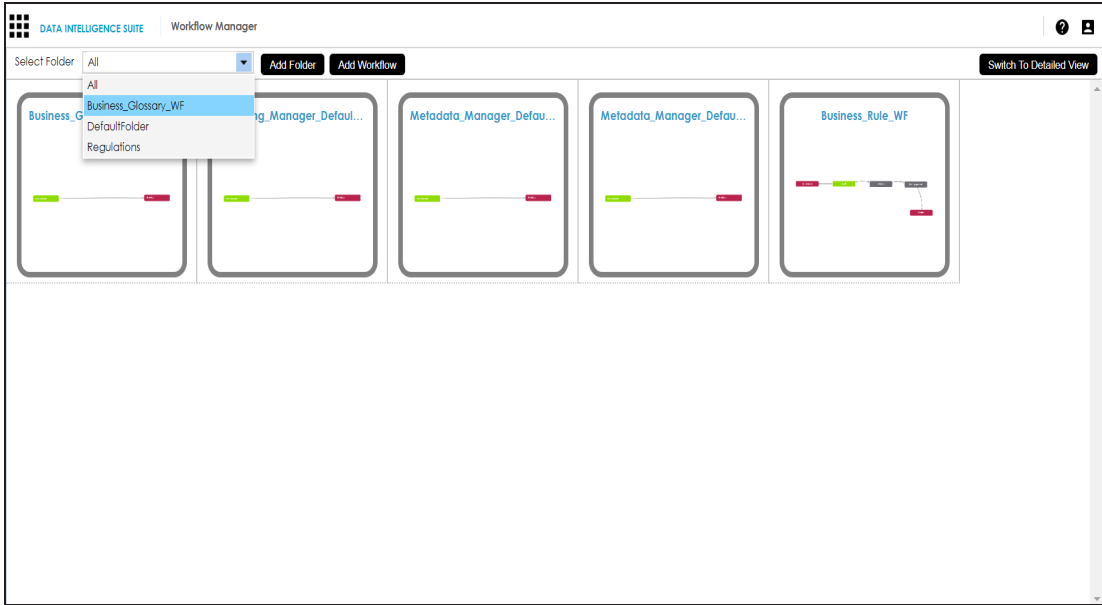 DATA INTELLIGENCE SUITE Workflow Manager
Select Folder All Add Folder Add Workflow Switch To Detailed View
All
Business_Glossary_WF
DefaultFolder
Regulations
Business_G ng_Manager_Defaul... Metadata_Manager_Defau... Metadata_Manager_Defau... Business_Rule_WF